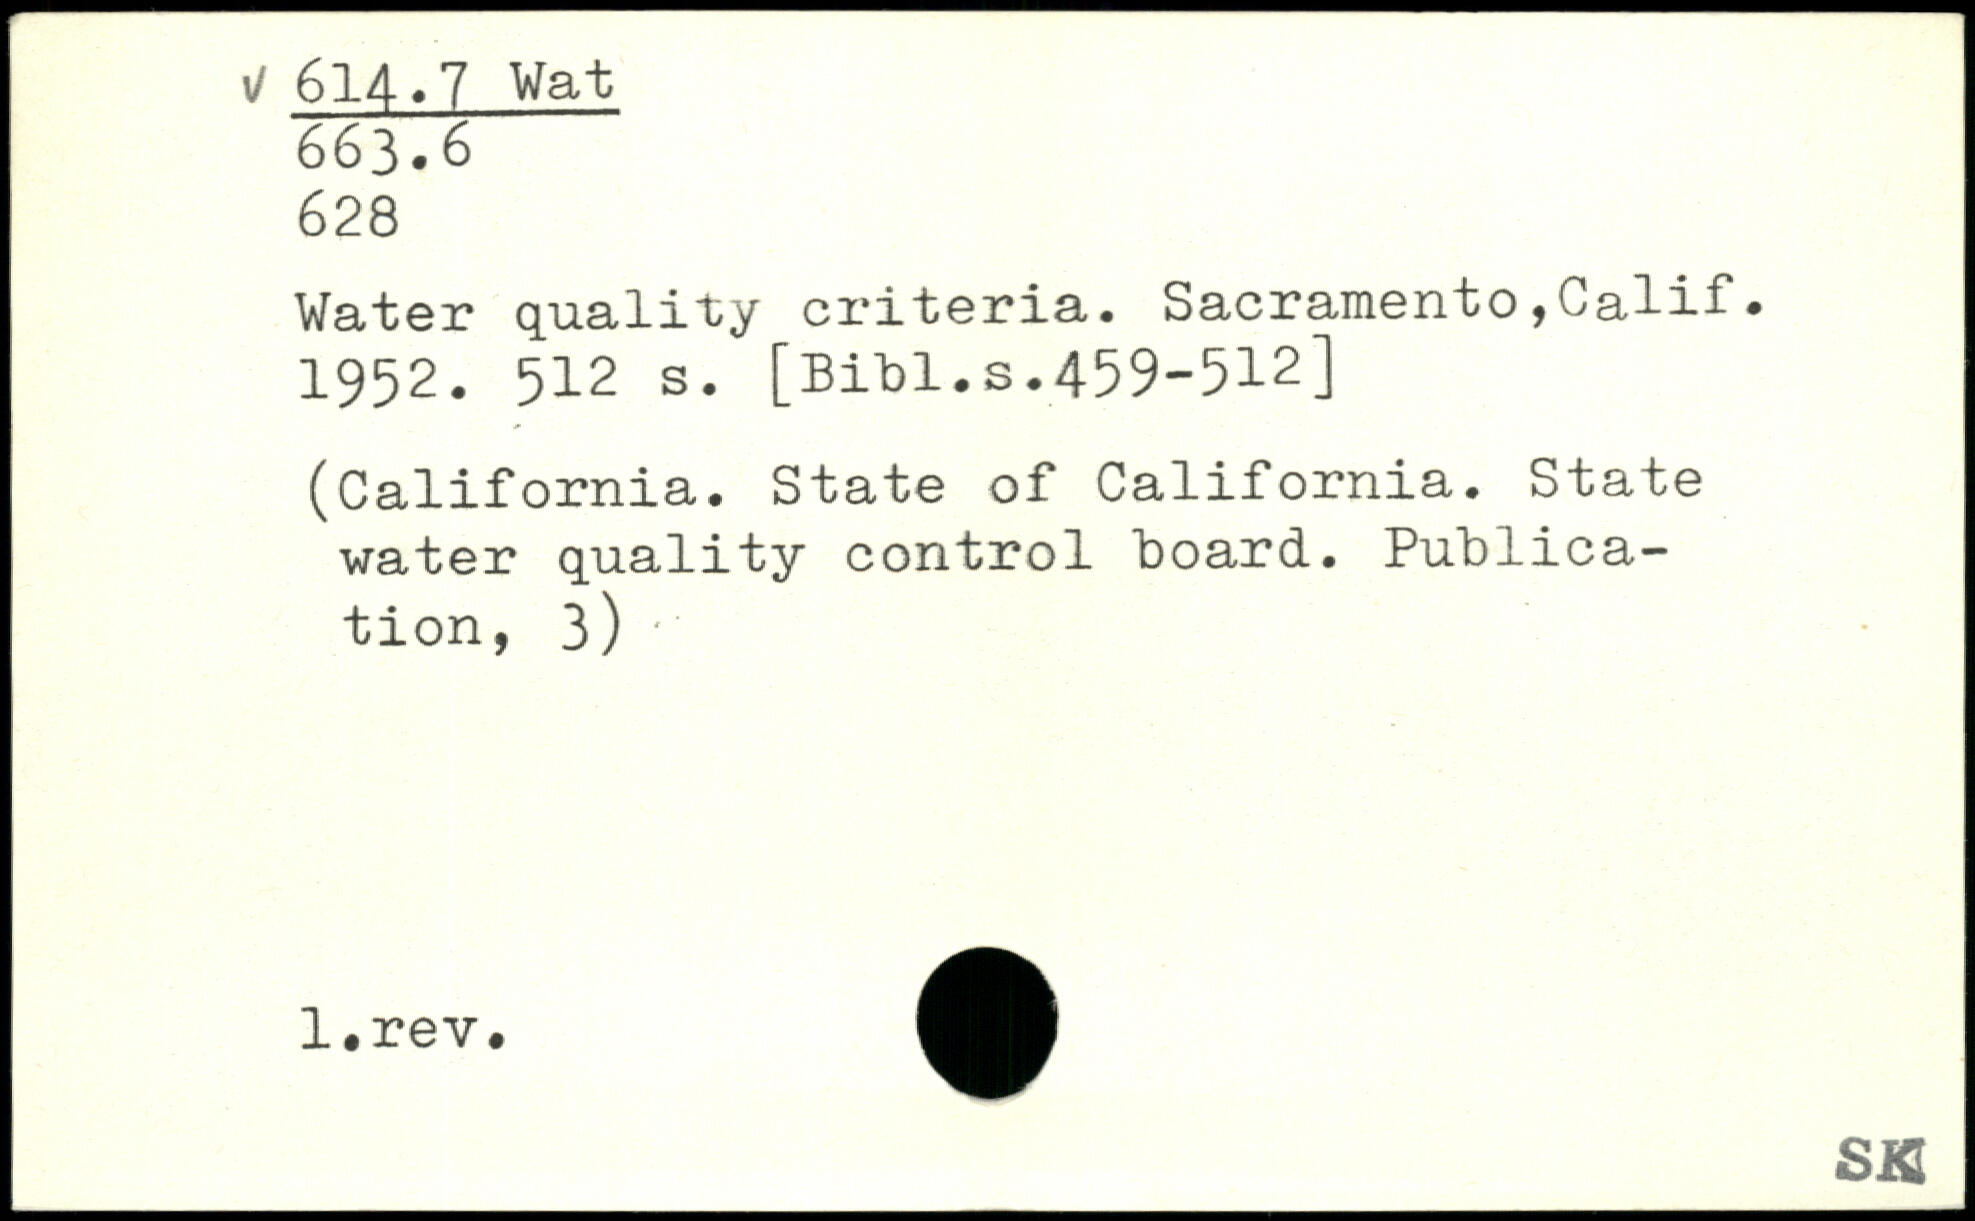 v 614.7 Wat
663.6
628
Water quality criteria. Sacramento,Calif.
1952. 512 s. [Bibl.s.459-512]
(California. State of California. State
water quality control board. Publica-
tion, 3)
1.rev.
SK